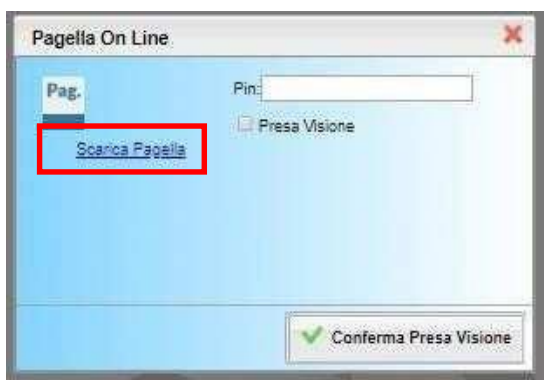 Pagella On Line
Pag.
Pin:
Presa Visione
Scarica Pagella
Conferma Presa Visione